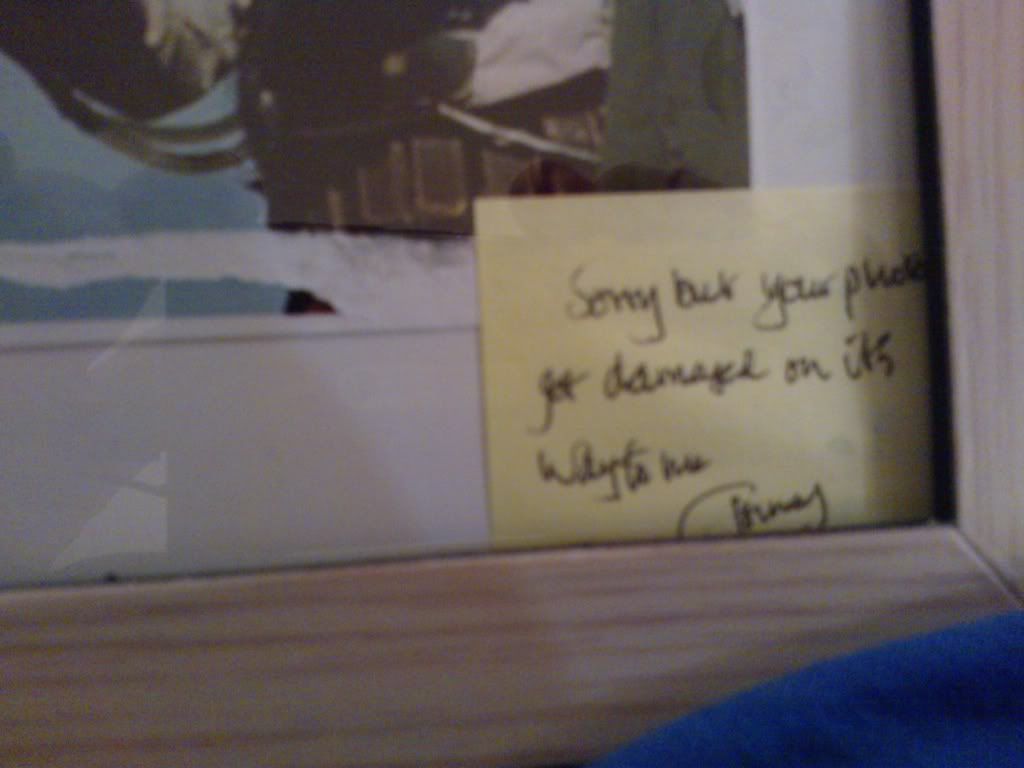 Sorry but your photo
got damaged on its
way to me